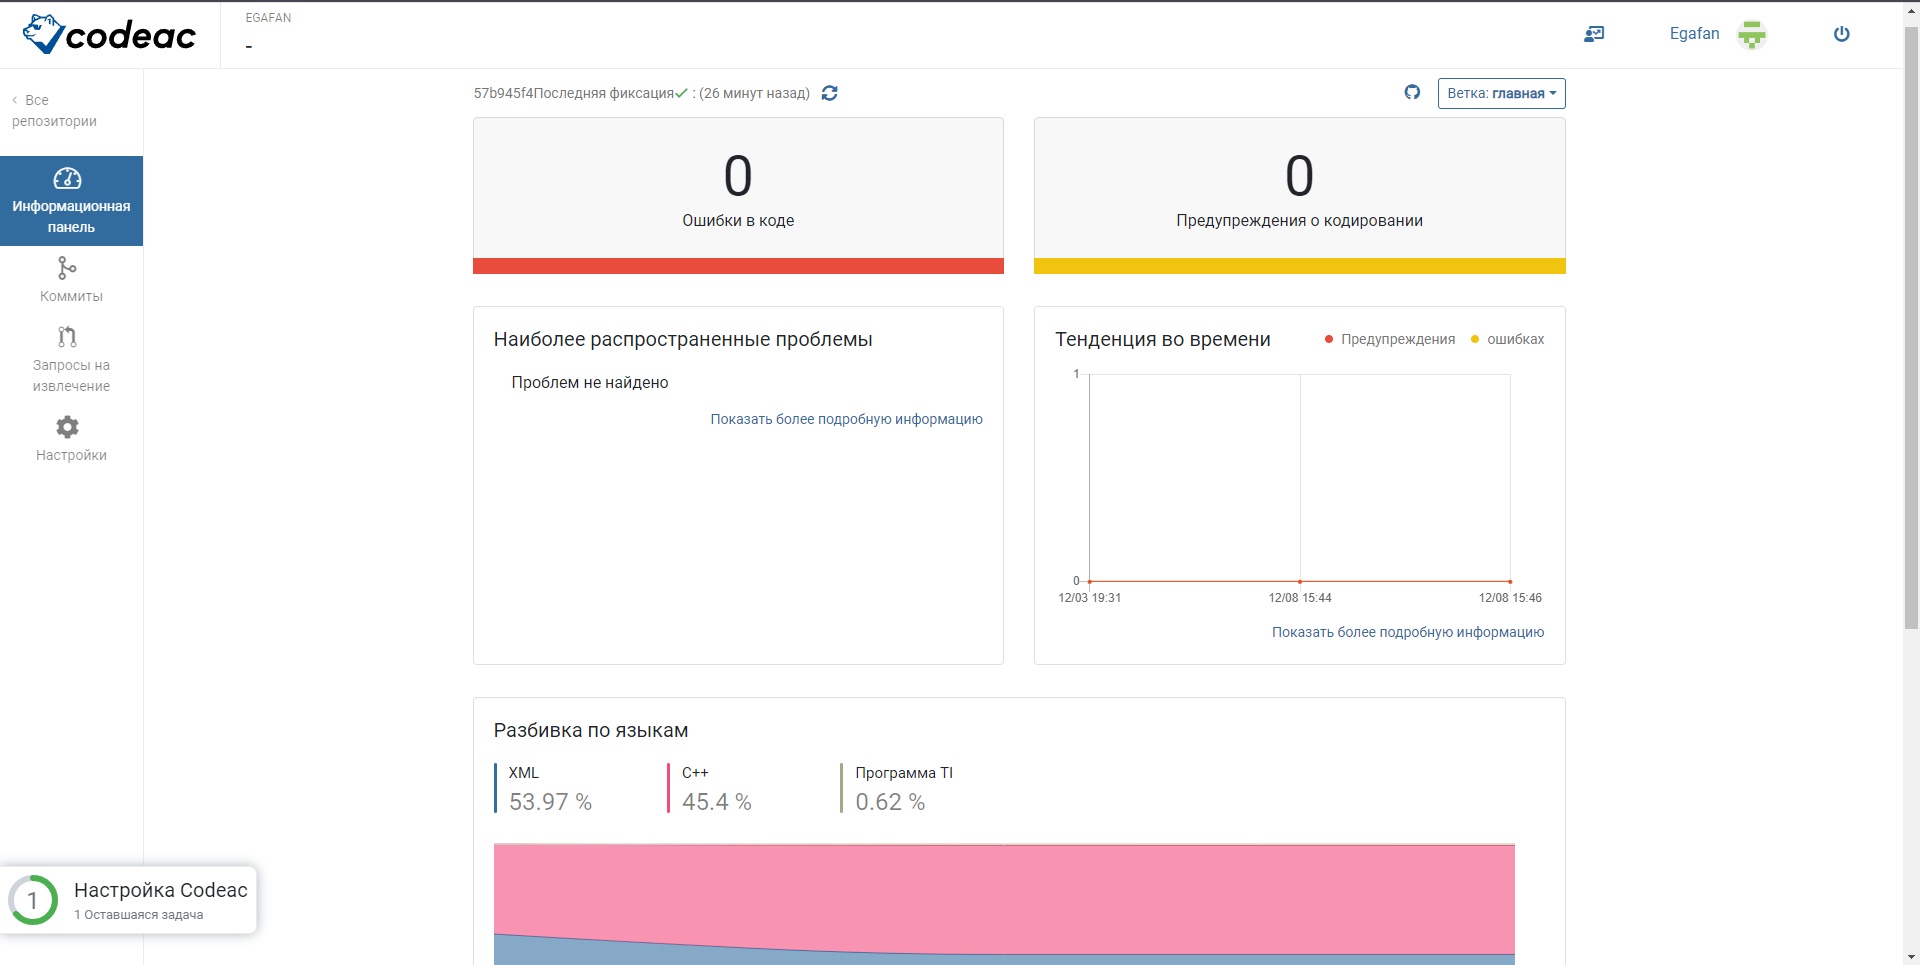 codeac
EGAFAN
-
Egafan
Все
репозитории
57b945f4Последняя фиксация : (26 минут назад)
Ветка: главная
Информационная
панель
Коммиты
Запросы на
извлечение
Настройки
0
Ошибки в коде
0
Предупреждения о кодировании
Наиболее распространенные проблемы
Проблем не найдено
Показать более подробную информацию
Тенденция во времени
Предупреждения
ошибках
1
0
12/03 19:31
12/08 15:44
12/08 15:46
Показать более подробную информацию
Разбивка по языкам
XML
53.97 %
C++
45.4 %
Программа TI
0.62 %
1
Настройка Codeac
1 Оставшаяся задача